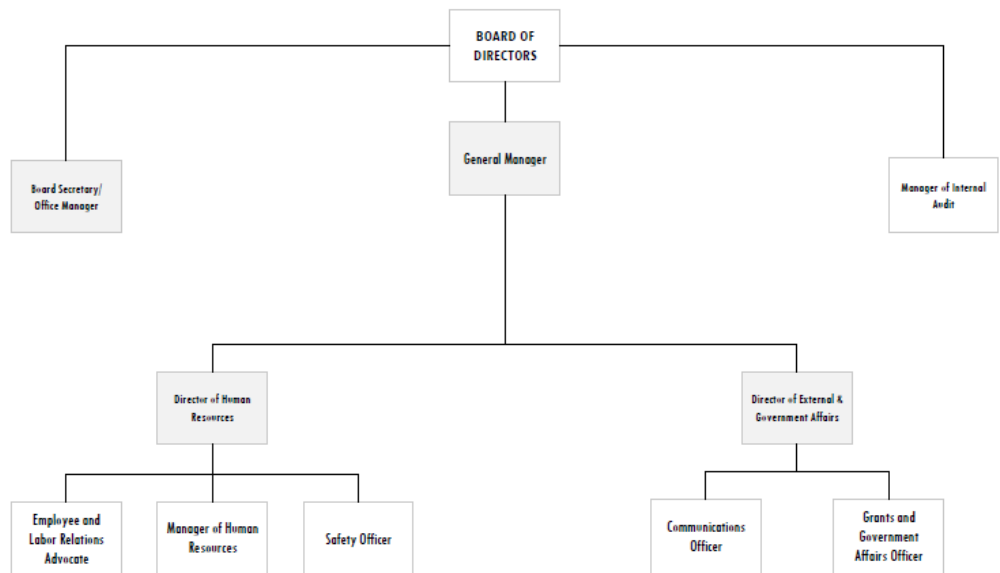 BOARD OF
DIRECTORS
General Manager
Board Secretary/
Office Manager
Manager of Internal
Audit
Director of Human
Resources
Director of External &
Government Affairs
Employee and
Labor Relations
Advocate
Manager of Human
Resources
Safety Officer
Communications
Officer
Grants and
Government
Affairs Officer